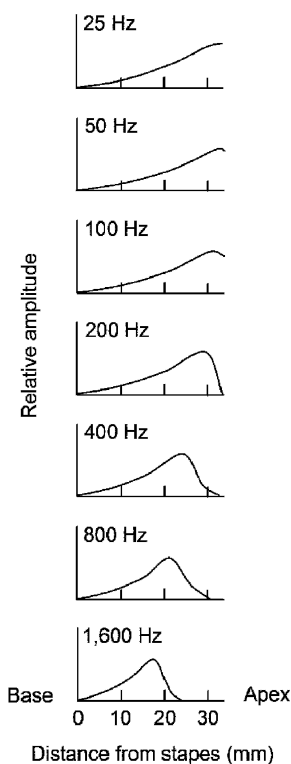 25 Hz
50 Hz
100 Hz
Relative amplitude
200 Hz
400 Hz
800 Hz
1,600 Hz
Base
Apex
0 10 20 30
Distance from stapes (mm)